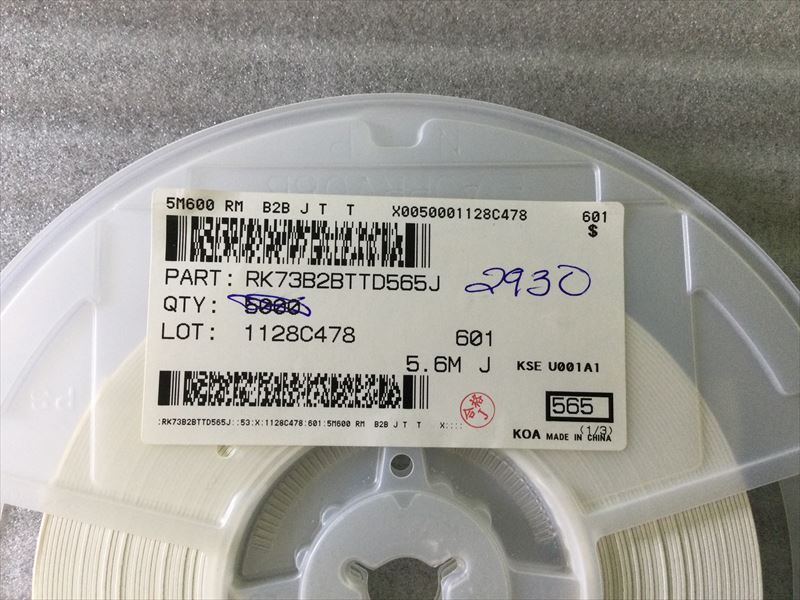 5M600 RM B2B J T T X0050001128C478 601
$
PART: RK73B2BTTD565J 2930
QTY: 5000
LOT: 1128C478 601
5.6M J KSE U001A1
565
:RK73B2BTTD565J::53:X:1128C478:601:5M600 RM B2B J T T X::::
(1/3)
KOA MADE IN CHINA